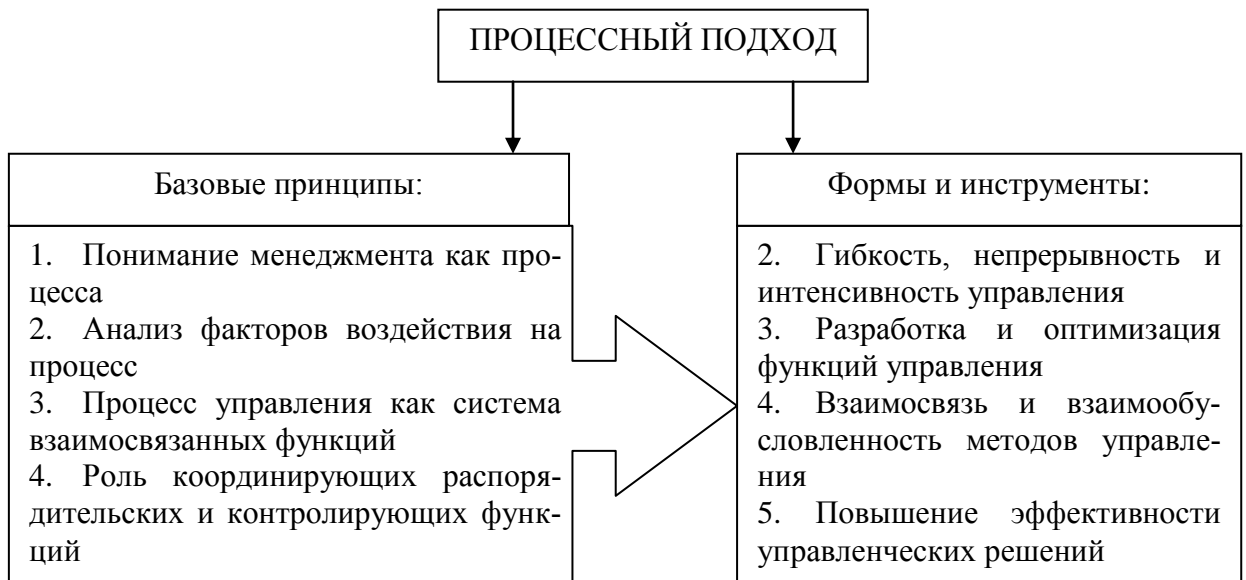 ПРОЦЕССНЫЙ ПОДХОД
Базовые принципы:
1. Понимание менеджмента как про-
цесса
2. Анализ факторов воздействия на
процесс
3. Процесс управления как система
взаимосвязанных функций
4. Роль координирующих распоря-
дительских и контролирующих функ-
ций
Формы и инструменты:
2. Гибкость, непрерывность и
интенсивность управления
3. Разработка и оптимизация
функций управления
4. Взаимосвязь и взаимообу-
словленность методов управле-
ния
5. Повышение эффективности
управленческих решений